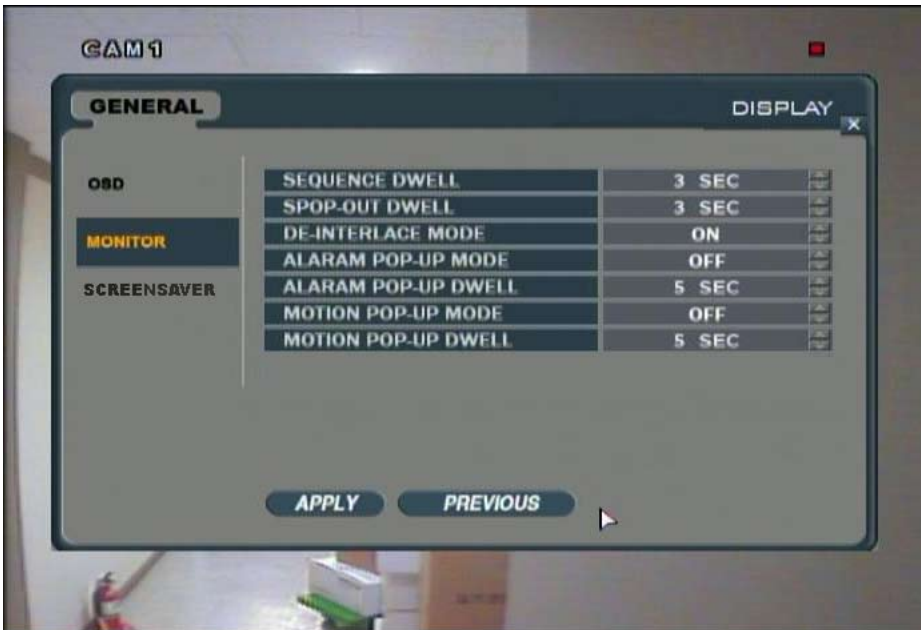 CAM 1
GENERAL
DISPLAY
OSD
MONITOR
SCREENSAVER
SEQUENCE DWELL 3 SEC
SPOP-OUT DWELL 3 SEC
DE-INTERLACE MODE ON
ALARAM POP-UP MODE OFF
ALARAM POP-UP DWELL 5 SEC
MOTION POP-UP MODE OFF
MOTION POP-UP DWELL 5 SEC
APPLY PREVIOUS